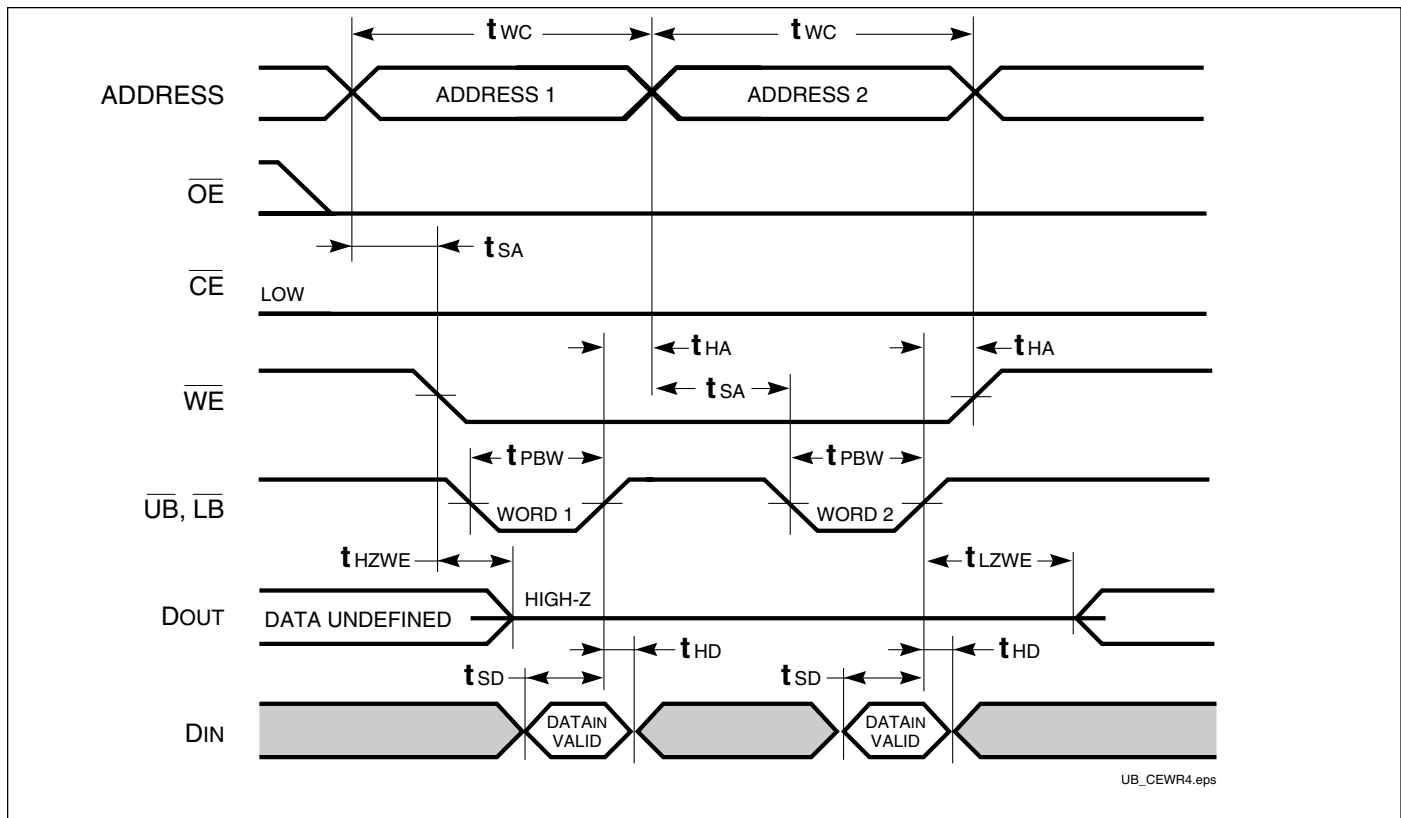 tWC tWC
ADDRESS ADDRESS 1 ADDRESS 2
OE
tSA
CE LOW
tHA tHA
WE tSA
tPBW tPBW
UB, LB WORD 1 WORD 2
tHZWE tLZWE
DOUT DATA UNDEFINED HIGH-Z
tHD tHD
tSD tSD
DIN DATAIN VALID DATAIN VALID
UB_CEWR4.eps